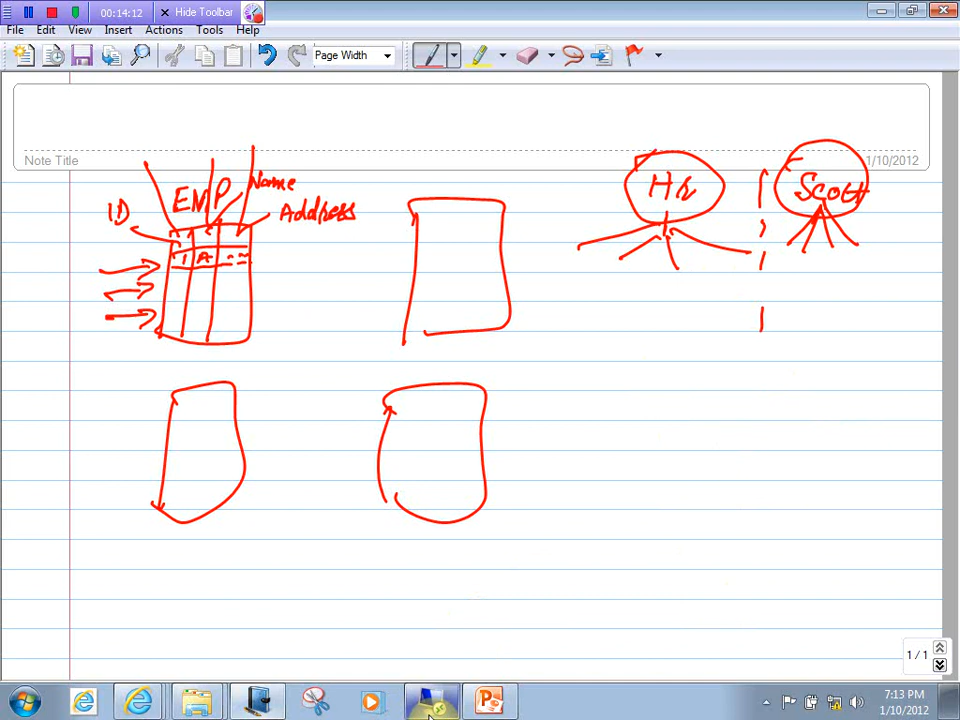 00:14:12 Hide Toolbar
File Edit View Insert Actions Tools Help
Page Width
Note Title 1/10/2012
EMP
Name
ID
Address
1 A
Hr
Scott
1 / 1
7:13 PM
1/10/2012